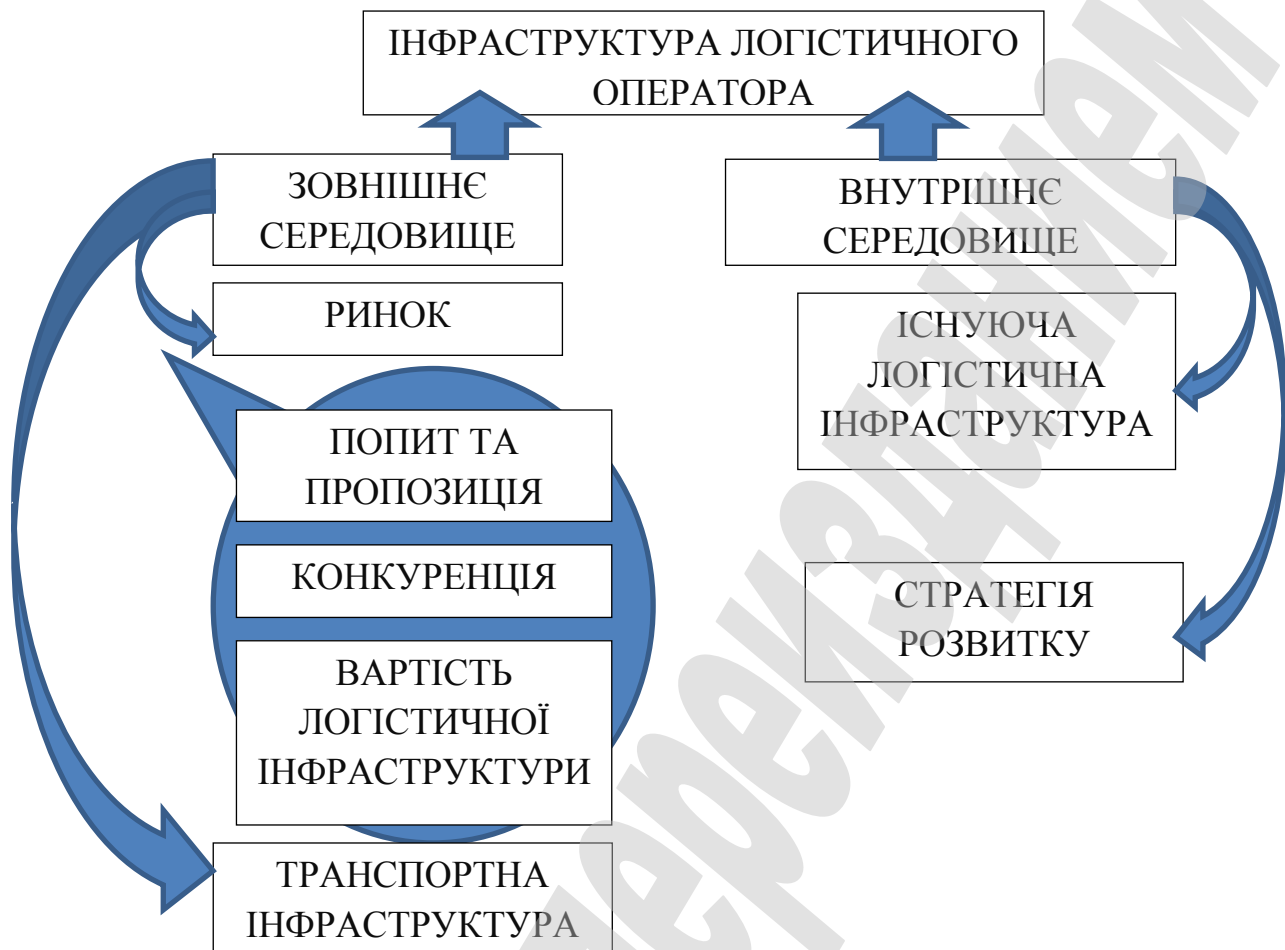 ІНФРАСТРУКТУРА ЛОГІСТИЧНОГО
ОПЕРАТОРА
ЗОВНІШНЄ
СЕРЕДОВИЩЕ
РИНОК
ПОПИТ ТА
ПРОПОЗИЦІЯ
КОНКУРЕНЦІЯ
ВАРТІСТЬ
ЛОГІСТИЧНОЇ
ІНФРАСТРУКТУРИ
ТРАНСПОРТНА
ІНФРАСТРУКТУРА
ВНУТРІШНЄ
СЕРЕДОВИЩЕ
ІСНУЮЧА
ЛОГІСТИЧНА
ІНФРАСТРУКТУРА
СТРАТЕГІЯ
РОЗВИТКУ
переизданием